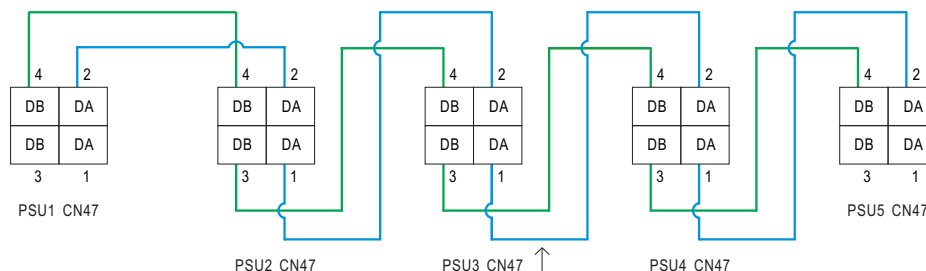 4 2 4 2 4 2 4 2 4 2
DB DA DB DA DB DA DB DA DB DA
DB DA DB DA DB DA DB DA DB DA
3 1 3 1 3 1 3 1 3 1
PSU1 CN47 PSU5 CN47
PSU2 CN47 PSU3 CN47 PSU4 CN47